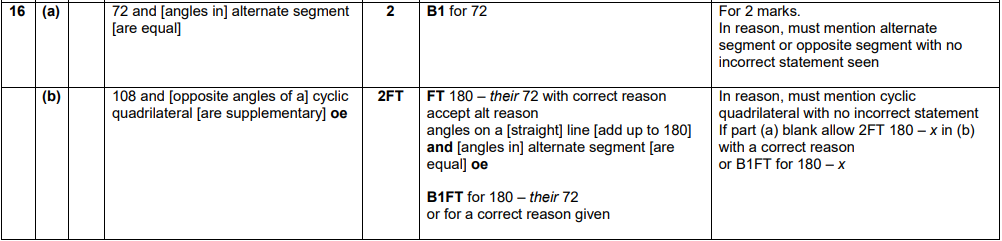 16 (a) 72 and [angles in] alternate segment 2 B1 for 72 For 2 marks.
[are equal] In reason, must mention alternate
segment or opposite segment with no
incorrect statement seen
(b) 108 and [opposite angles of a] cyclic 2FT FT 180 – their 72 with correct reason In reason, must mention cyclic
quadrilateral [are supplementary] oe accept alt reason quadrilateral with no incorrect statement
angles on a [straight] line [add up to 180] If part (a) blank allow 2FT 180 – x in (b)
and [angles in] alternate segment [are with a correct reason
equal] oe or B1FT for 180 – x
B1FT for 180 – their 72
or for a correct reason given